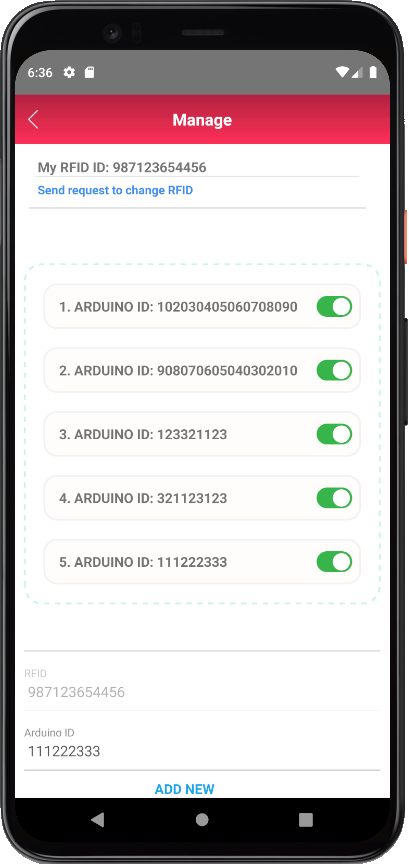 6:36
Manage
My RFID ID: 987123654456
Send request to change RFID
1. ARDUINO ID: 102030405060708090
2. ARDUINO ID: 908070605040302010
3. ARDUINO ID: 123321123
4. ARDUINO ID: 321123123
5. ARDUINO ID: 111222333
RFID
987123654456
Arduino ID
111222333
ADD NEW